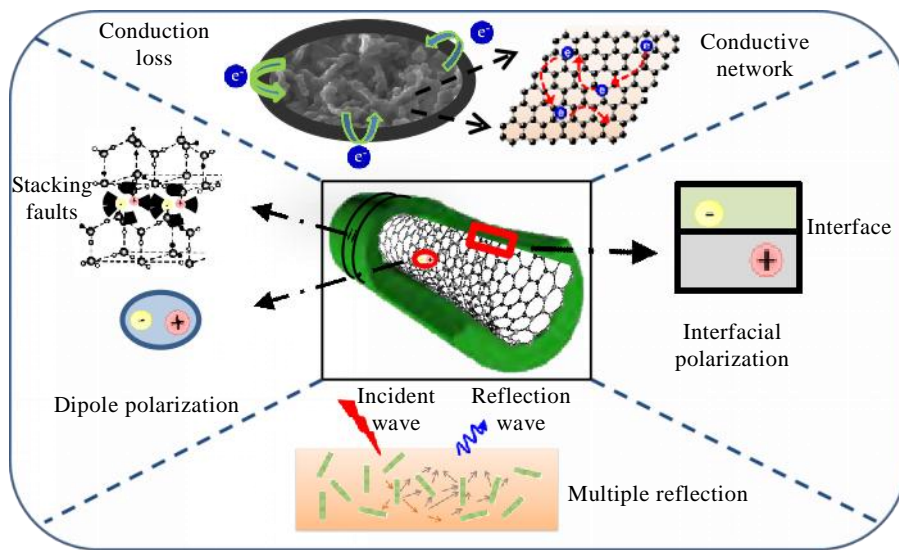 Conduction
loss
e-
e-
e-
e
e
e
e
Conductive
network
Stacking
faults
- +
- +
- +
Dipole polarization
-
+
Interface
Interfacial
polarization
Incident
wave
Reflection
wave
Multiple reflection